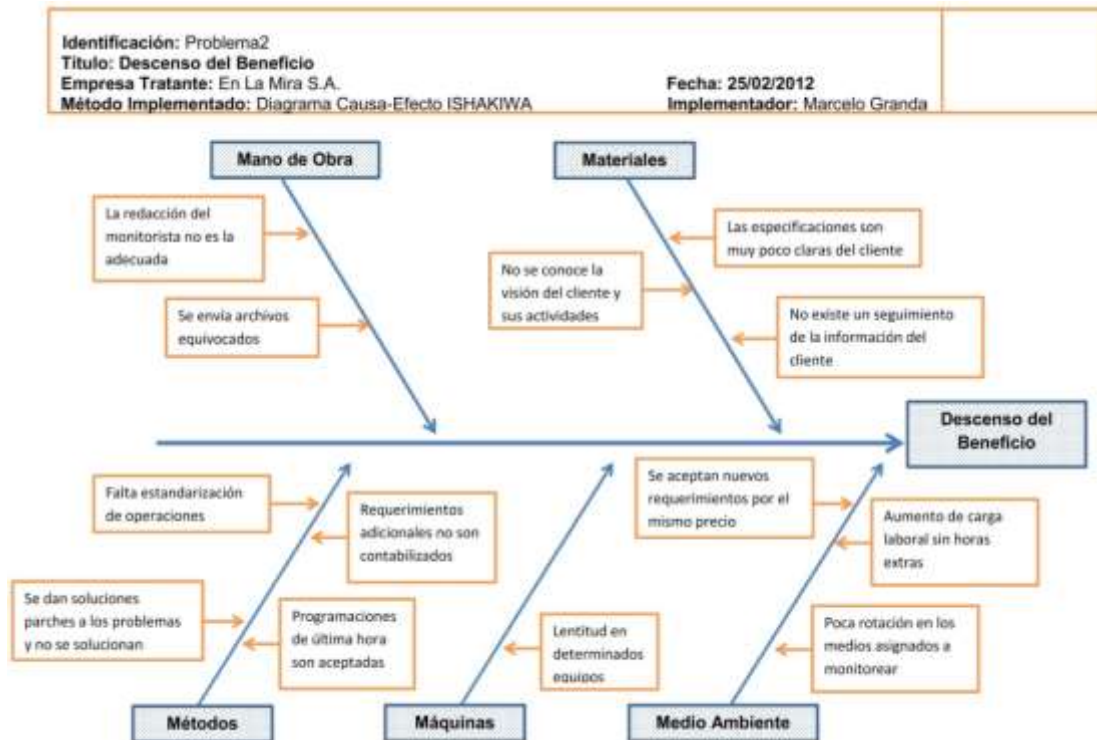 Identificación: Problema2
Titulo: Descenso del Beneficio
Empresa Tratante: En La Mira S.A.
Fecha: 25/02/2012
Método Implementado: Diagrama Causa-Efecto ISHAKIWA
Implementador: Marcelo Granda
Mano de Obra
Materiales
La redacción del
monitorista no es la
adecuada
Se envía archivos
equivocados
Las especificaciones son
muy poco claras del cliente
No se conoce la
visión del cliente y
sus actividades
No existe un seguimiento
de la información del
cliente
Descenso del
Beneficio
Falta estandarización
de operaciones
Requerimientos
adicionales no son
contabilizados
Se dan soluciones
parches a los problemas
y no se solucionan
Programaciones
de última hora
son aceptadas
Lentitud en
determinados
equipos
Se aceptan nuevos
requerimientos por el
mismo precio
Aumento de carga
laboral sin horas
extras
Poca rotación en los
medios asignados a
monitorear
Métodos
Máquinas
Medio Ambiente